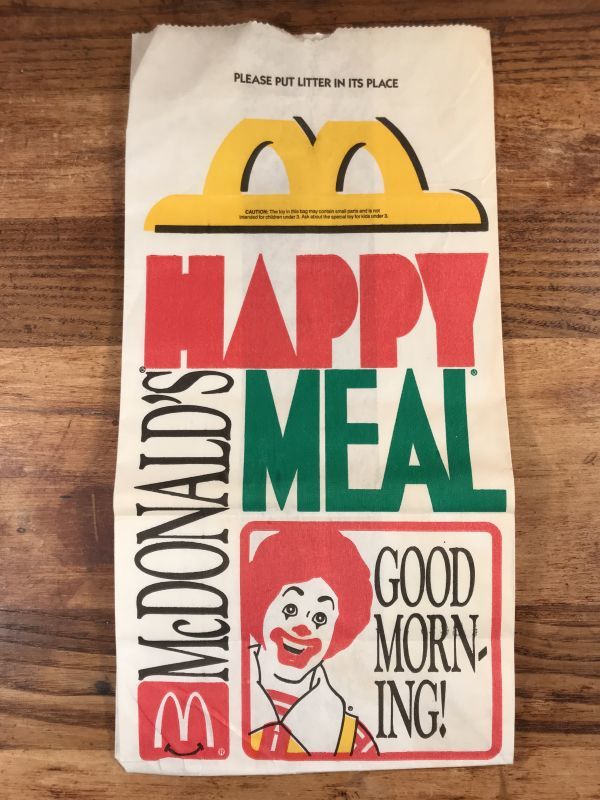 PLEASE PUT LITTER IN ITS PLACE
CAUTION: The toy in this bag may contain small parts and is not
intended for children under 3. Ask about the special toy for kids under 3.
HAPPY
MEAL®
McDONALD'S®
GOOD
MORN-
ING!
M
®